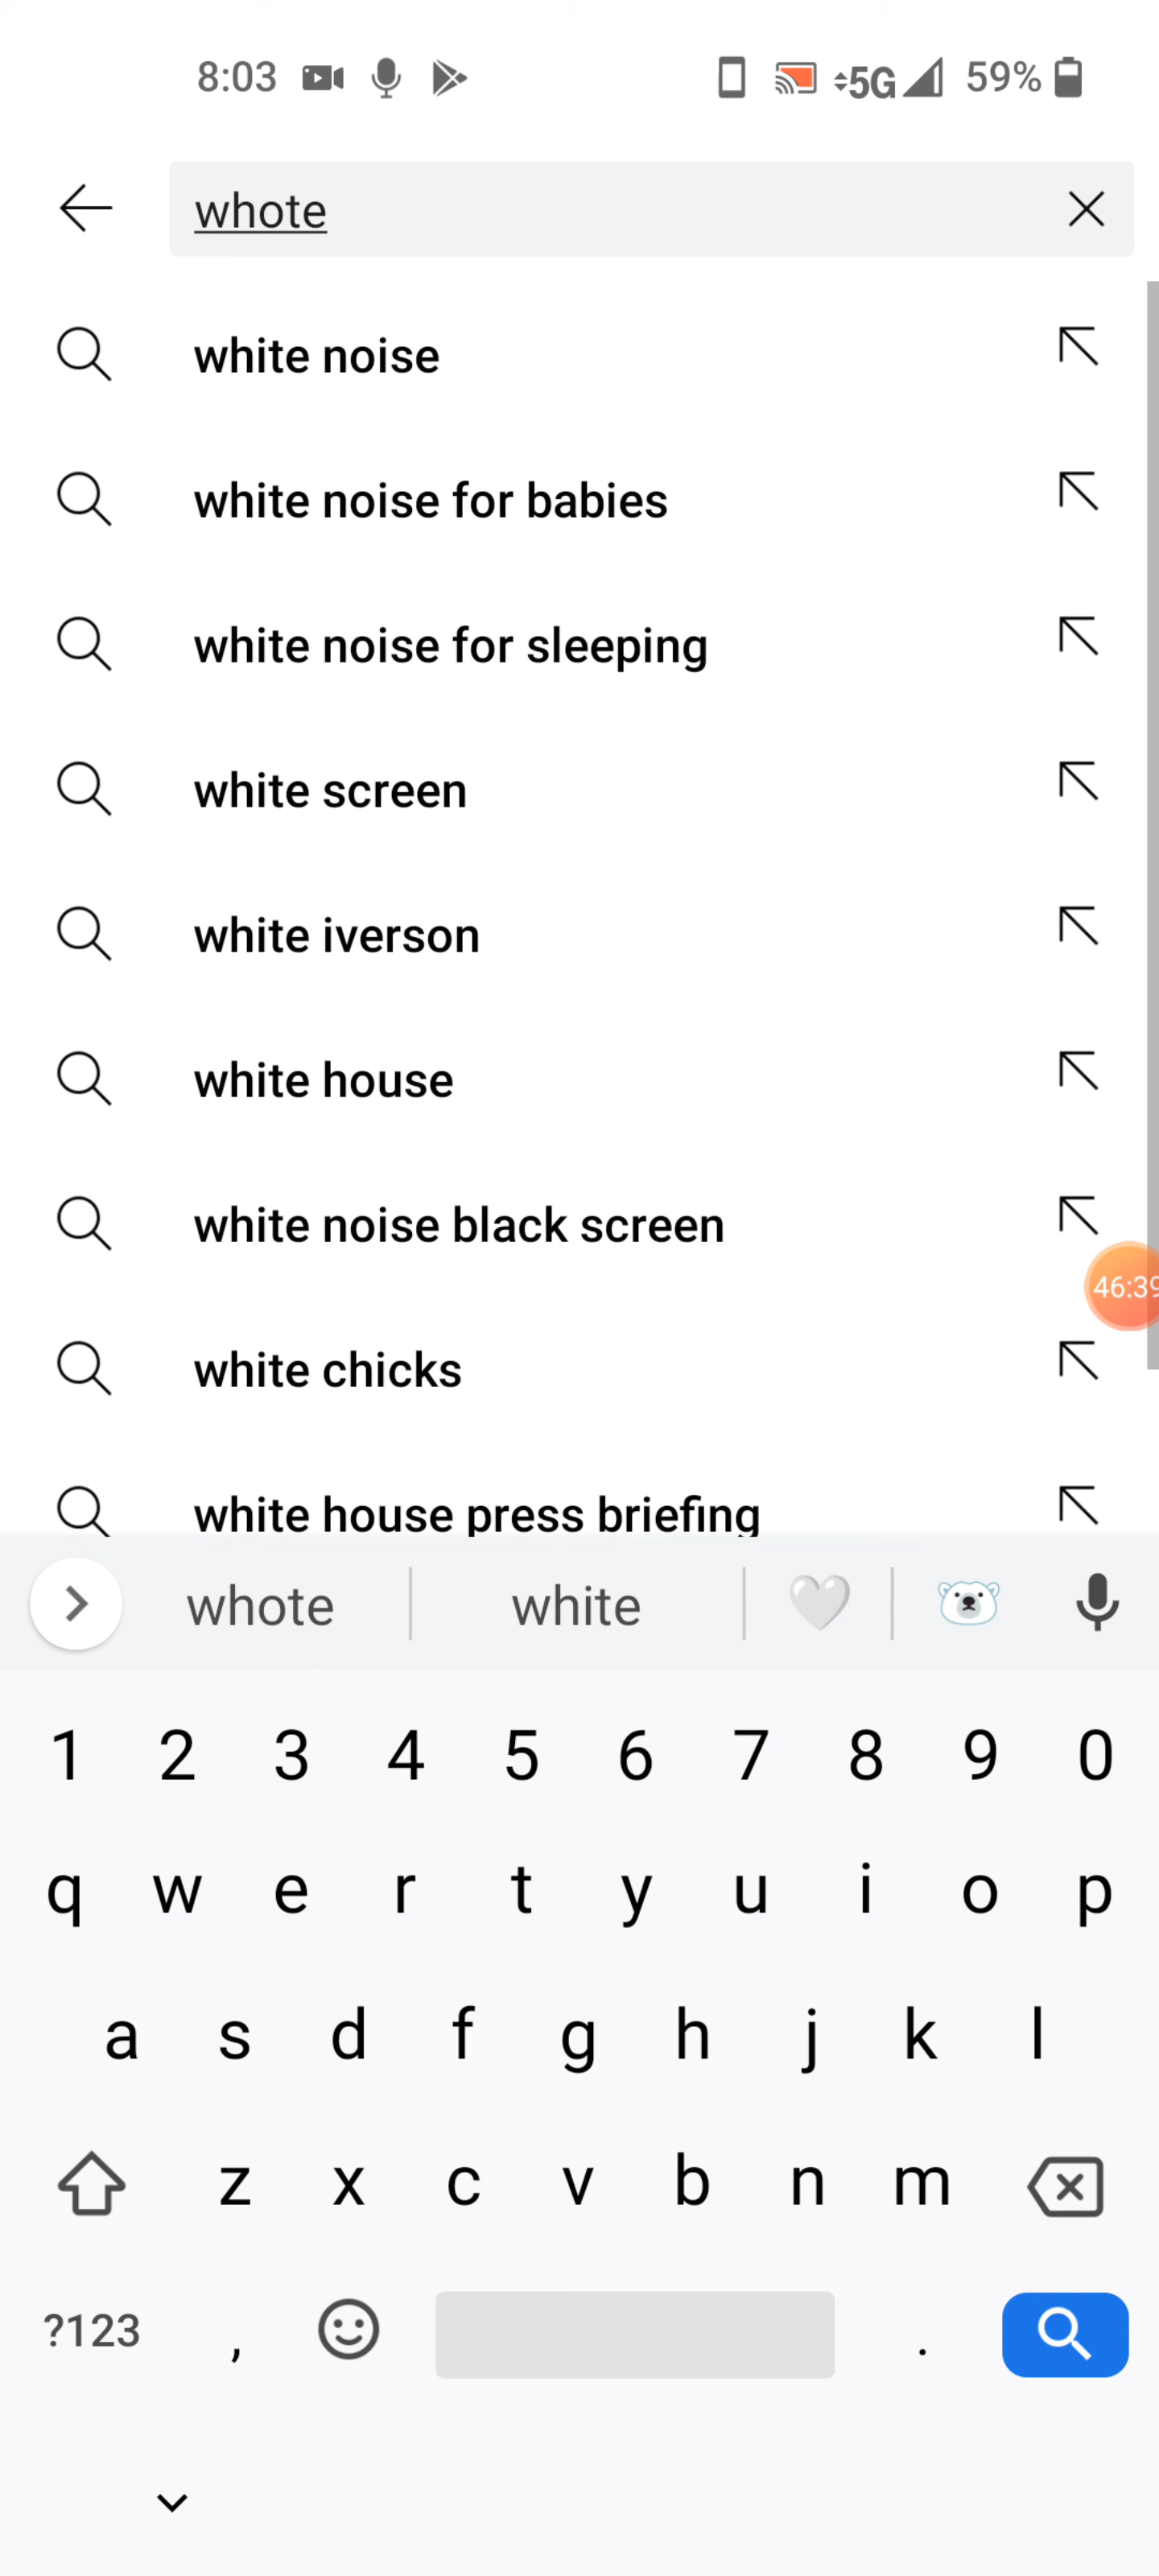 8:03 5G 59%
whote
white noise
white noise for babies
white noise for sleeping
white screen
white iverson
white house
white noise black screen
46:39
white chicks
white house press briefing
whote white
1 2 3 4 5 6 7 8 9 0
q w e r t y u i o p
a s d f g h j k l
z x c v b n m
?123 , .